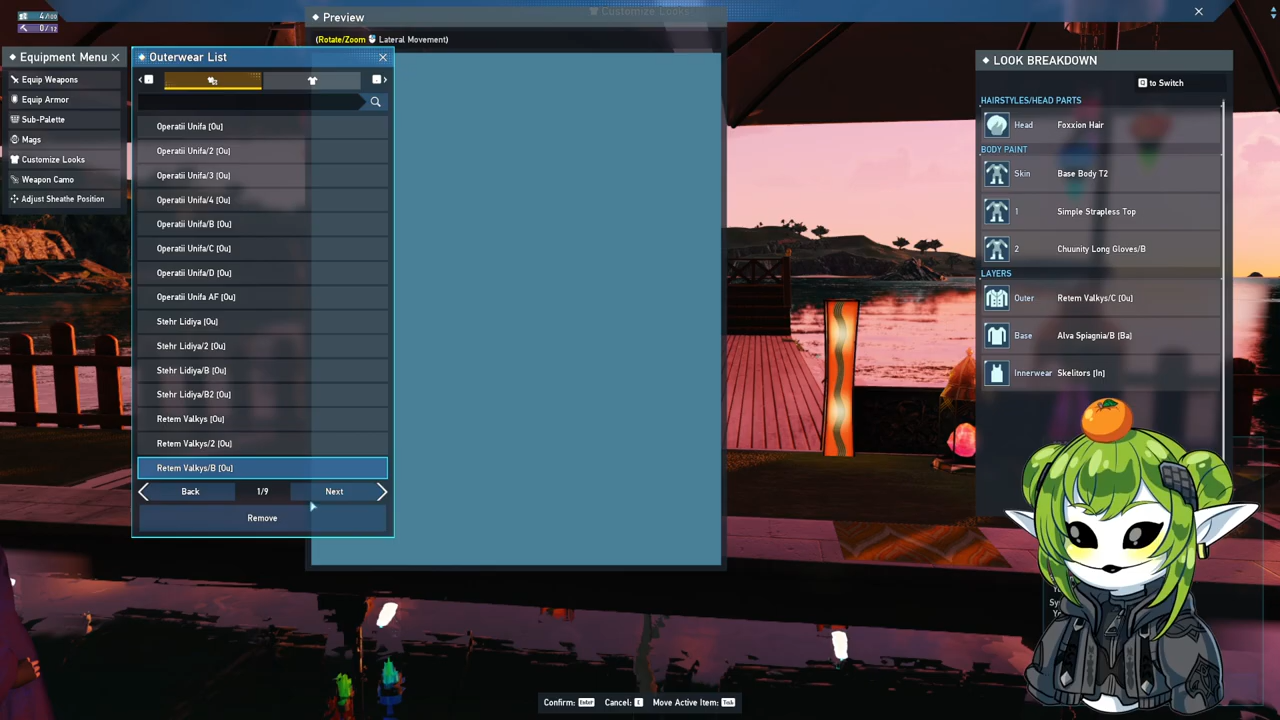 4/100
0/12
Customize Looks
Preview
(Rotate/Zoom Lateral Movement)
Equipment Menu
Equip Weapons
Equip Armor
Sub-Palette
Mags
Customize Looks
Weapon Camo
Adjust Sheathe Position
Outerwear List
Operatii Unifa [Ou]
Operatii Unifa/2 [Ou]
Operatii Unifa/3 [Ou]
Operatii Unifa/4 [Ou]
Operatii Unifa/B [Ou]
Operatii Unifa/C [Ou]
Operatii Unifa/D [Ou]
Operatii Unifa AF [Ou]
Stehr Lidiya [Ou]
Stehr Lidiya/2 [Ou]
Stehr Lidiya/B [Ou]
Stehr Lidiya/B2 [Ou]
Retem Valkys [Ou]
Retem Valkys/2 [Ou]
Retem Valkys/B [Ou]
Back 1/9 Next
Remove
LOOK BREAKDOWN
to Switch
HAIRSTYLES/HEAD PARTS
Head Foxxion Hair
BODY PAINT
Skin Base Body T2
1 Simple Strapless Top
2 Chuunity Long Gloves/B
LAYERS
Outer Retem Valkys/C [Ou]
Base Alva Spiagnia/B [Ba]
Innerwear Skelitors [In]
Confirm: Enter Cancel: E Move Active Item: Tab